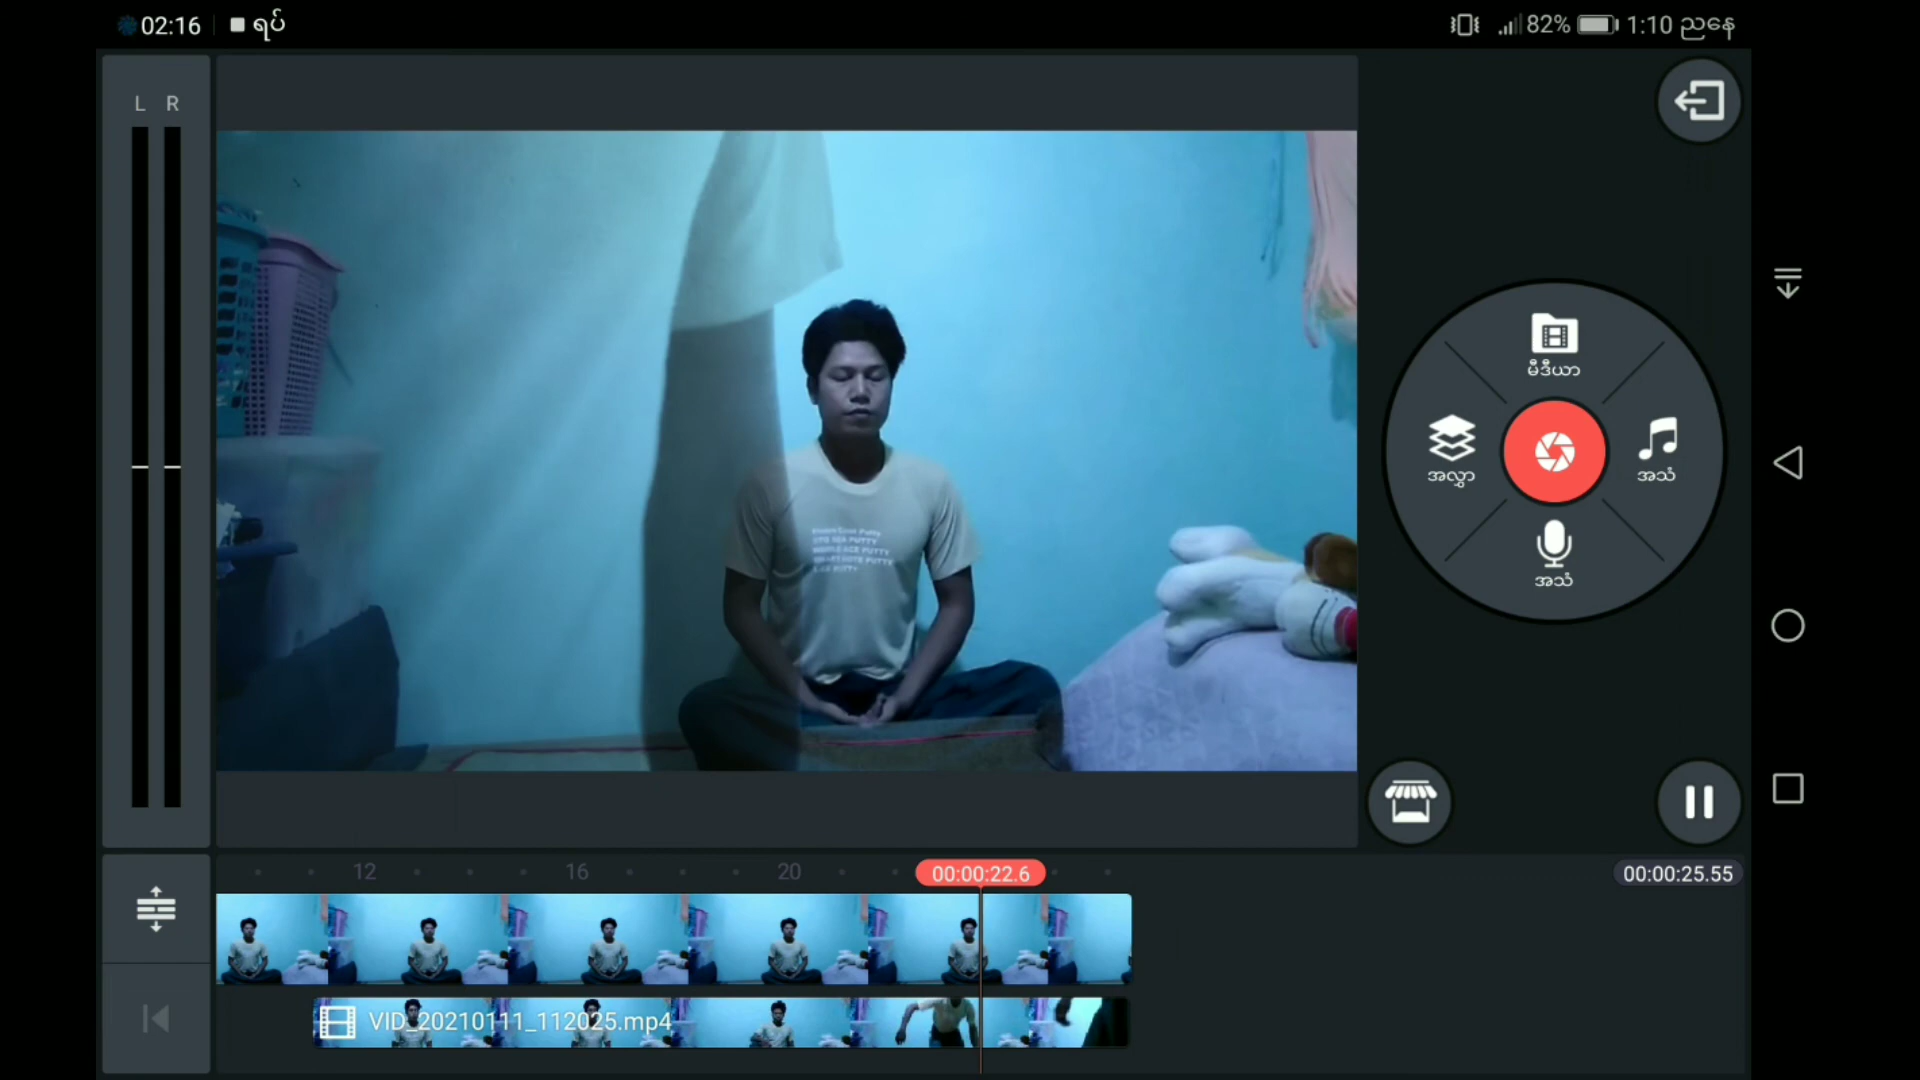 02:16 ရပ်
82% 1:10 ညနေ
L R
မီဒီယာ
အလွှာ
အသံ
အသံ
12 16 20
00:00:22.6
00:00:25.55
VID_20210111_112025.mp4